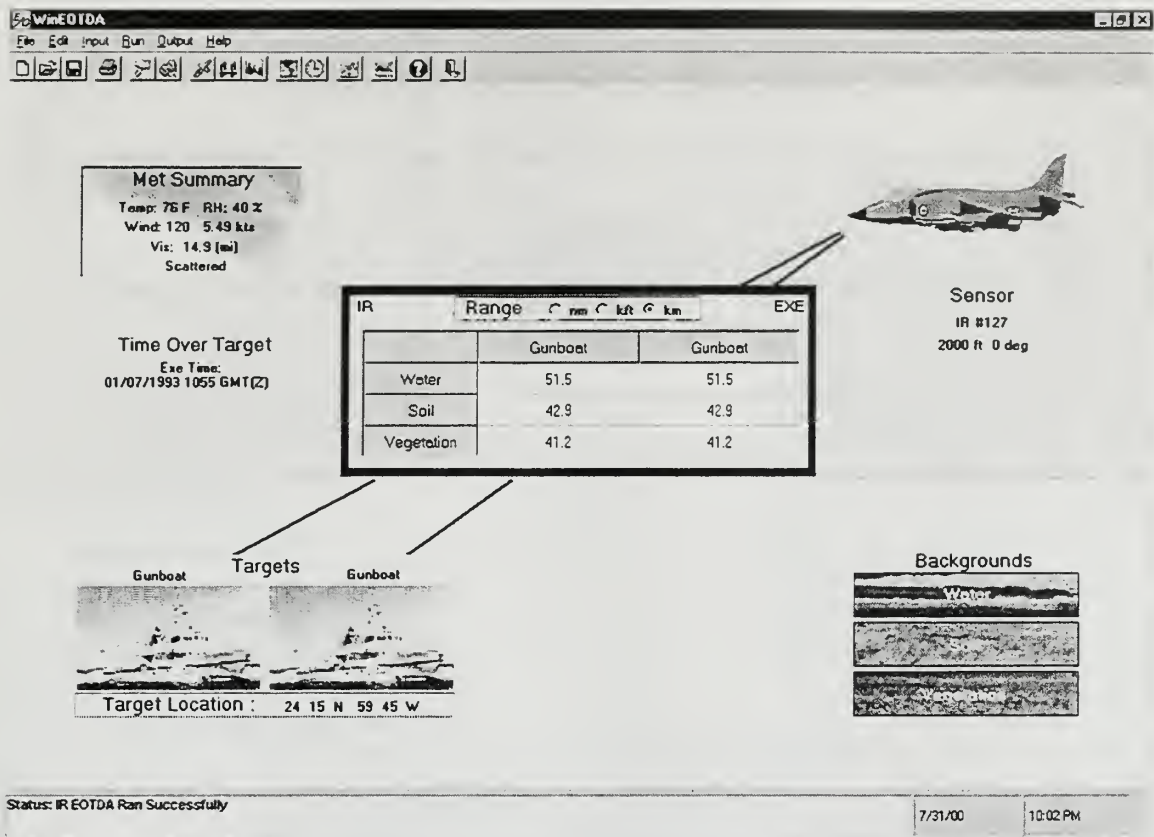 WinEOTDA
File Edit Input Run Output Help
Met Summary
Temp: 76 F RH: 40 %
Wind: 120 5.49 kts
Vis: 14.9 (mi)
Scattered
Time Over Target
Exe Time:
01/07/1993 1055 GMT(Z)
Sensor
IR #127
2000 ft 0 deg
IR Range nm kft km EXE
Gunboat Gunboat
Water 51.5 51.5
Soil 42.9 42.9
Vegetation 41.2 41.2
Targets
Gunboat Gunboat
Target Location : 24 15 N 59 45 W
Backgrounds
Water
Vegetation
Status: IR EOTDA Ran Successfully
7/31/00 10:02 PM